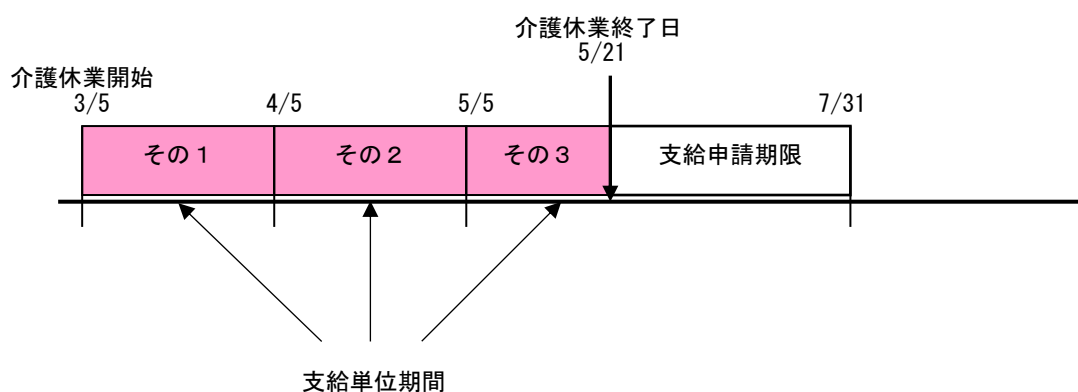 介護休業終了日
5/21
介護休業開始
3/5
4/5
5/5
7/31
その１
その２
その３
支給申請期限
支給単位期間